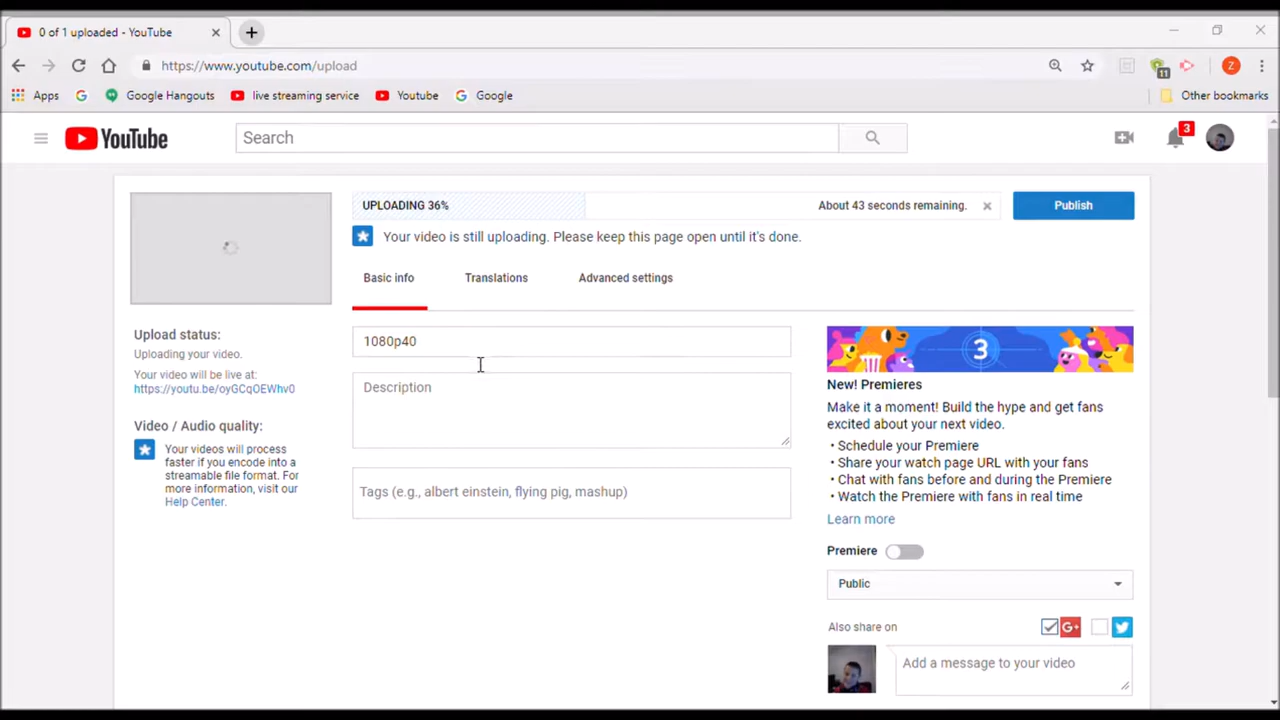 0 of 1 uploaded - YouTube
https://www.youtube.com/upload
11
Z
Apps
Google Hangouts
live streaming service
Youtube
Google
Other bookmarks
YouTube
Search
3
UPLOADING 36%
About 43 seconds remaining.
Publish
Your video is still uploading. Please keep this page open until it's done.
Basic info
Translations
Advanced settings
Upload status:
Uploading your video.
Your video will be live at:
https://youtu.be/oyGCqOEWhv0
Video / Audio quality:
Your videos will process
faster if you encode into a
streamable file format. For
more information, visit our
Help Center.
1080p40
Description
Tags (e.g., albert einstein, flying pig, mashup)
3
New! Premieres
Make it a moment! Build the hype and get fans
excited about your next video.
• Schedule your Premiere
• Share your watch page URL with your fans
• Chat with fans before and during the Premiere
• Watch the Premiere with fans in real time
Learn more
Premiere
Public
Also share on
G+
Add a message to your video